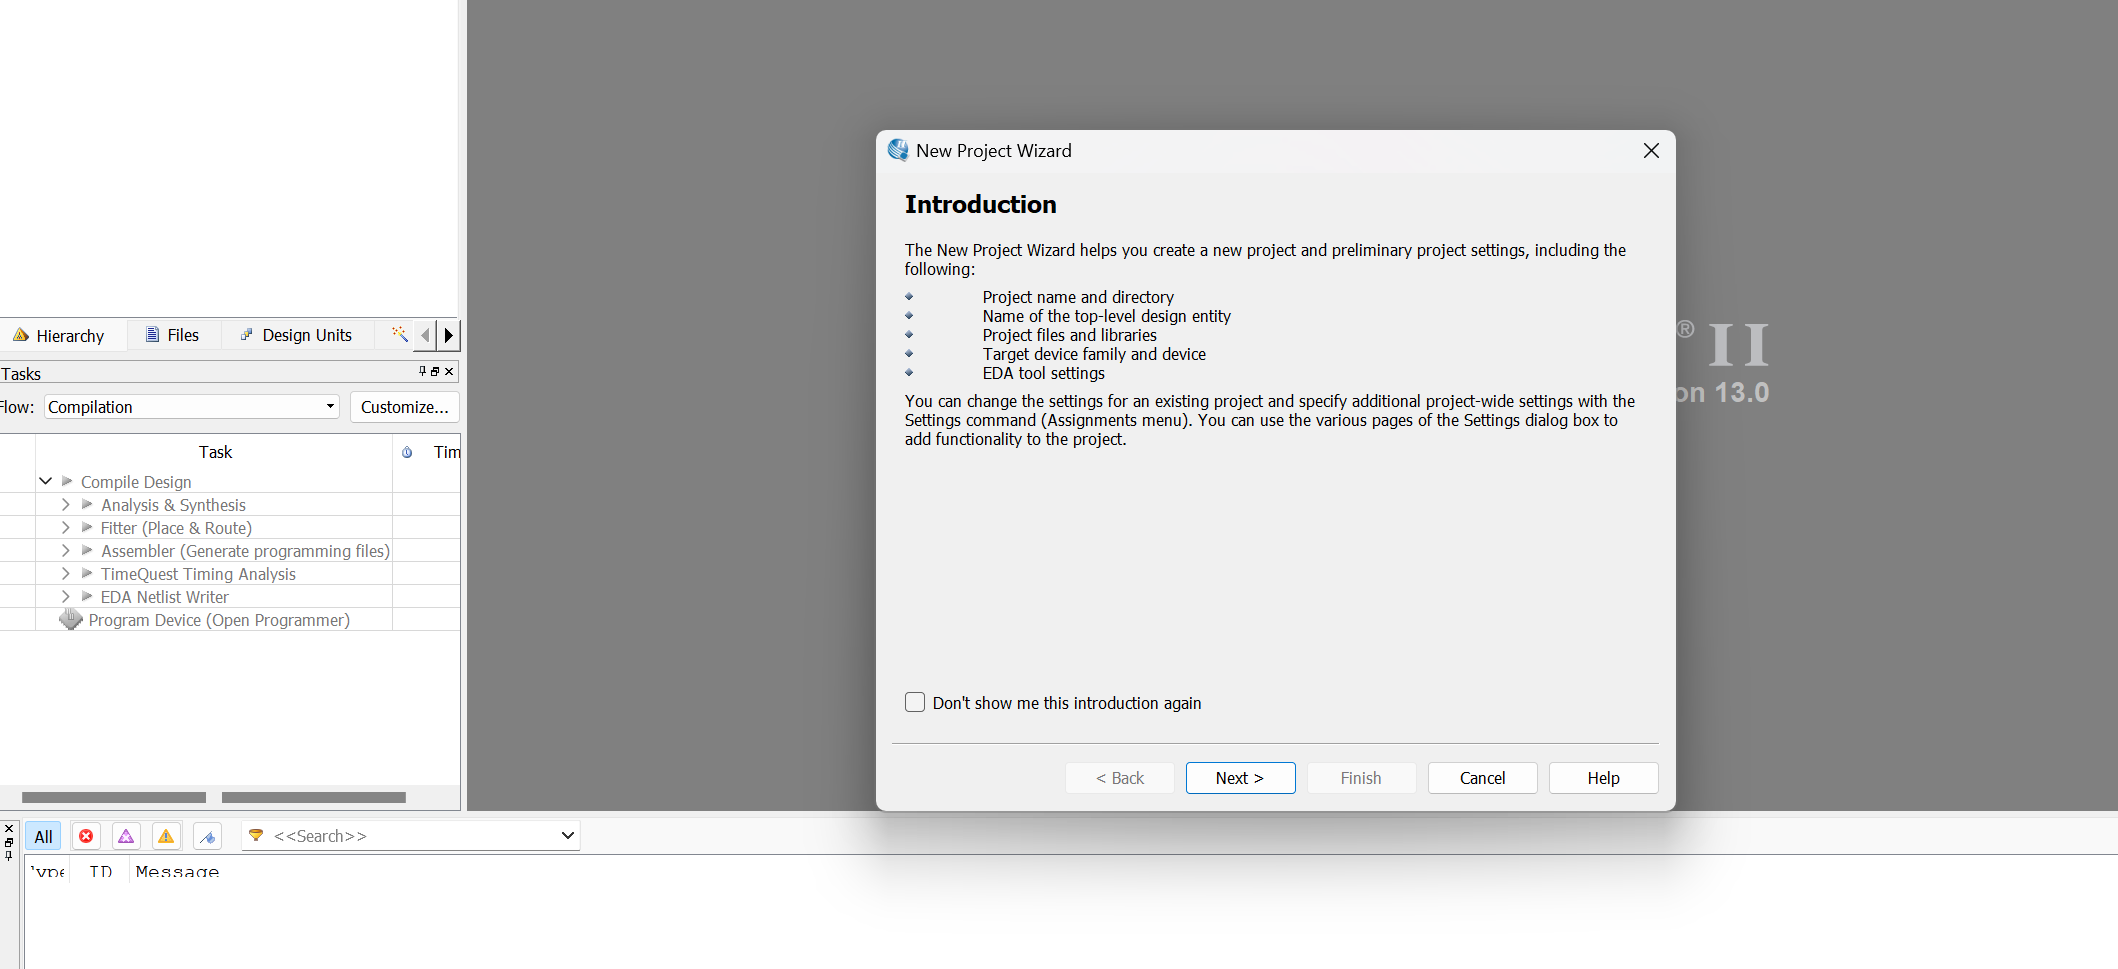 Hierarchy
Files
Design Units
Tasks
Flow:
Compilation
Customize...
Task
Compile Design
Analysis & Synthesis
Fitter (Place & Route)
Assembler (Generate programming files)
TimeQuest Timing Analysis
EDA Netlist Writer
Program Device (Open Programmer)
New Project Wizard
Introduction
The New Project Wizard helps you create a new project and preliminary project settings, including the
following:
Project name and directory
Name of the top-level design entity
Project files and libraries
Target device family and device
EDA tool settings
You can change the settings for an existing project and specify additional project-wide settings with the
Settings command (Assignments menu). You can use the various pages of the Settings dialog box to
add functionality to the project.
Don't show me this introduction again
< Back
Next >
Finish
Cancel
Help
® II
13.0
All
<<Search>>
ID
Message